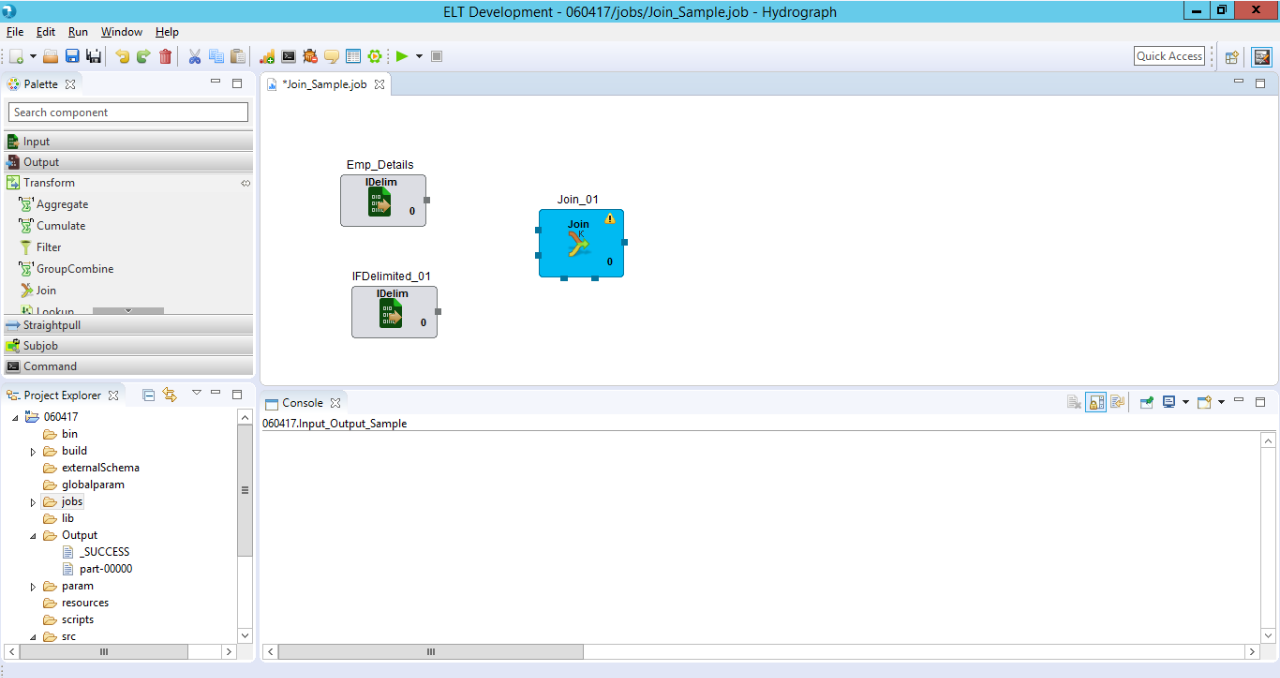 ELT Development - 060417/jobs/Join_Sample.job - Hydrograph
File Edit Run Window Help
Quick Access
Palette
Search component
Input
Output
Transform
Aggregate
Cumulate
Filter
GroupCombine
Join
Lookup
Straightpull
Subjob
Command
*Join_Sample.job
Emp_Details
IDelim
0
Join_01
Join
K
0
IFDelimited_01
IDelim
0
Project Explorer
060417
bin
build
externalSchema
globalparam
jobs
lib
Output
_SUCCESS
part-00000
param
resources
scripts
src
Console
060417.Input_Output_Sample